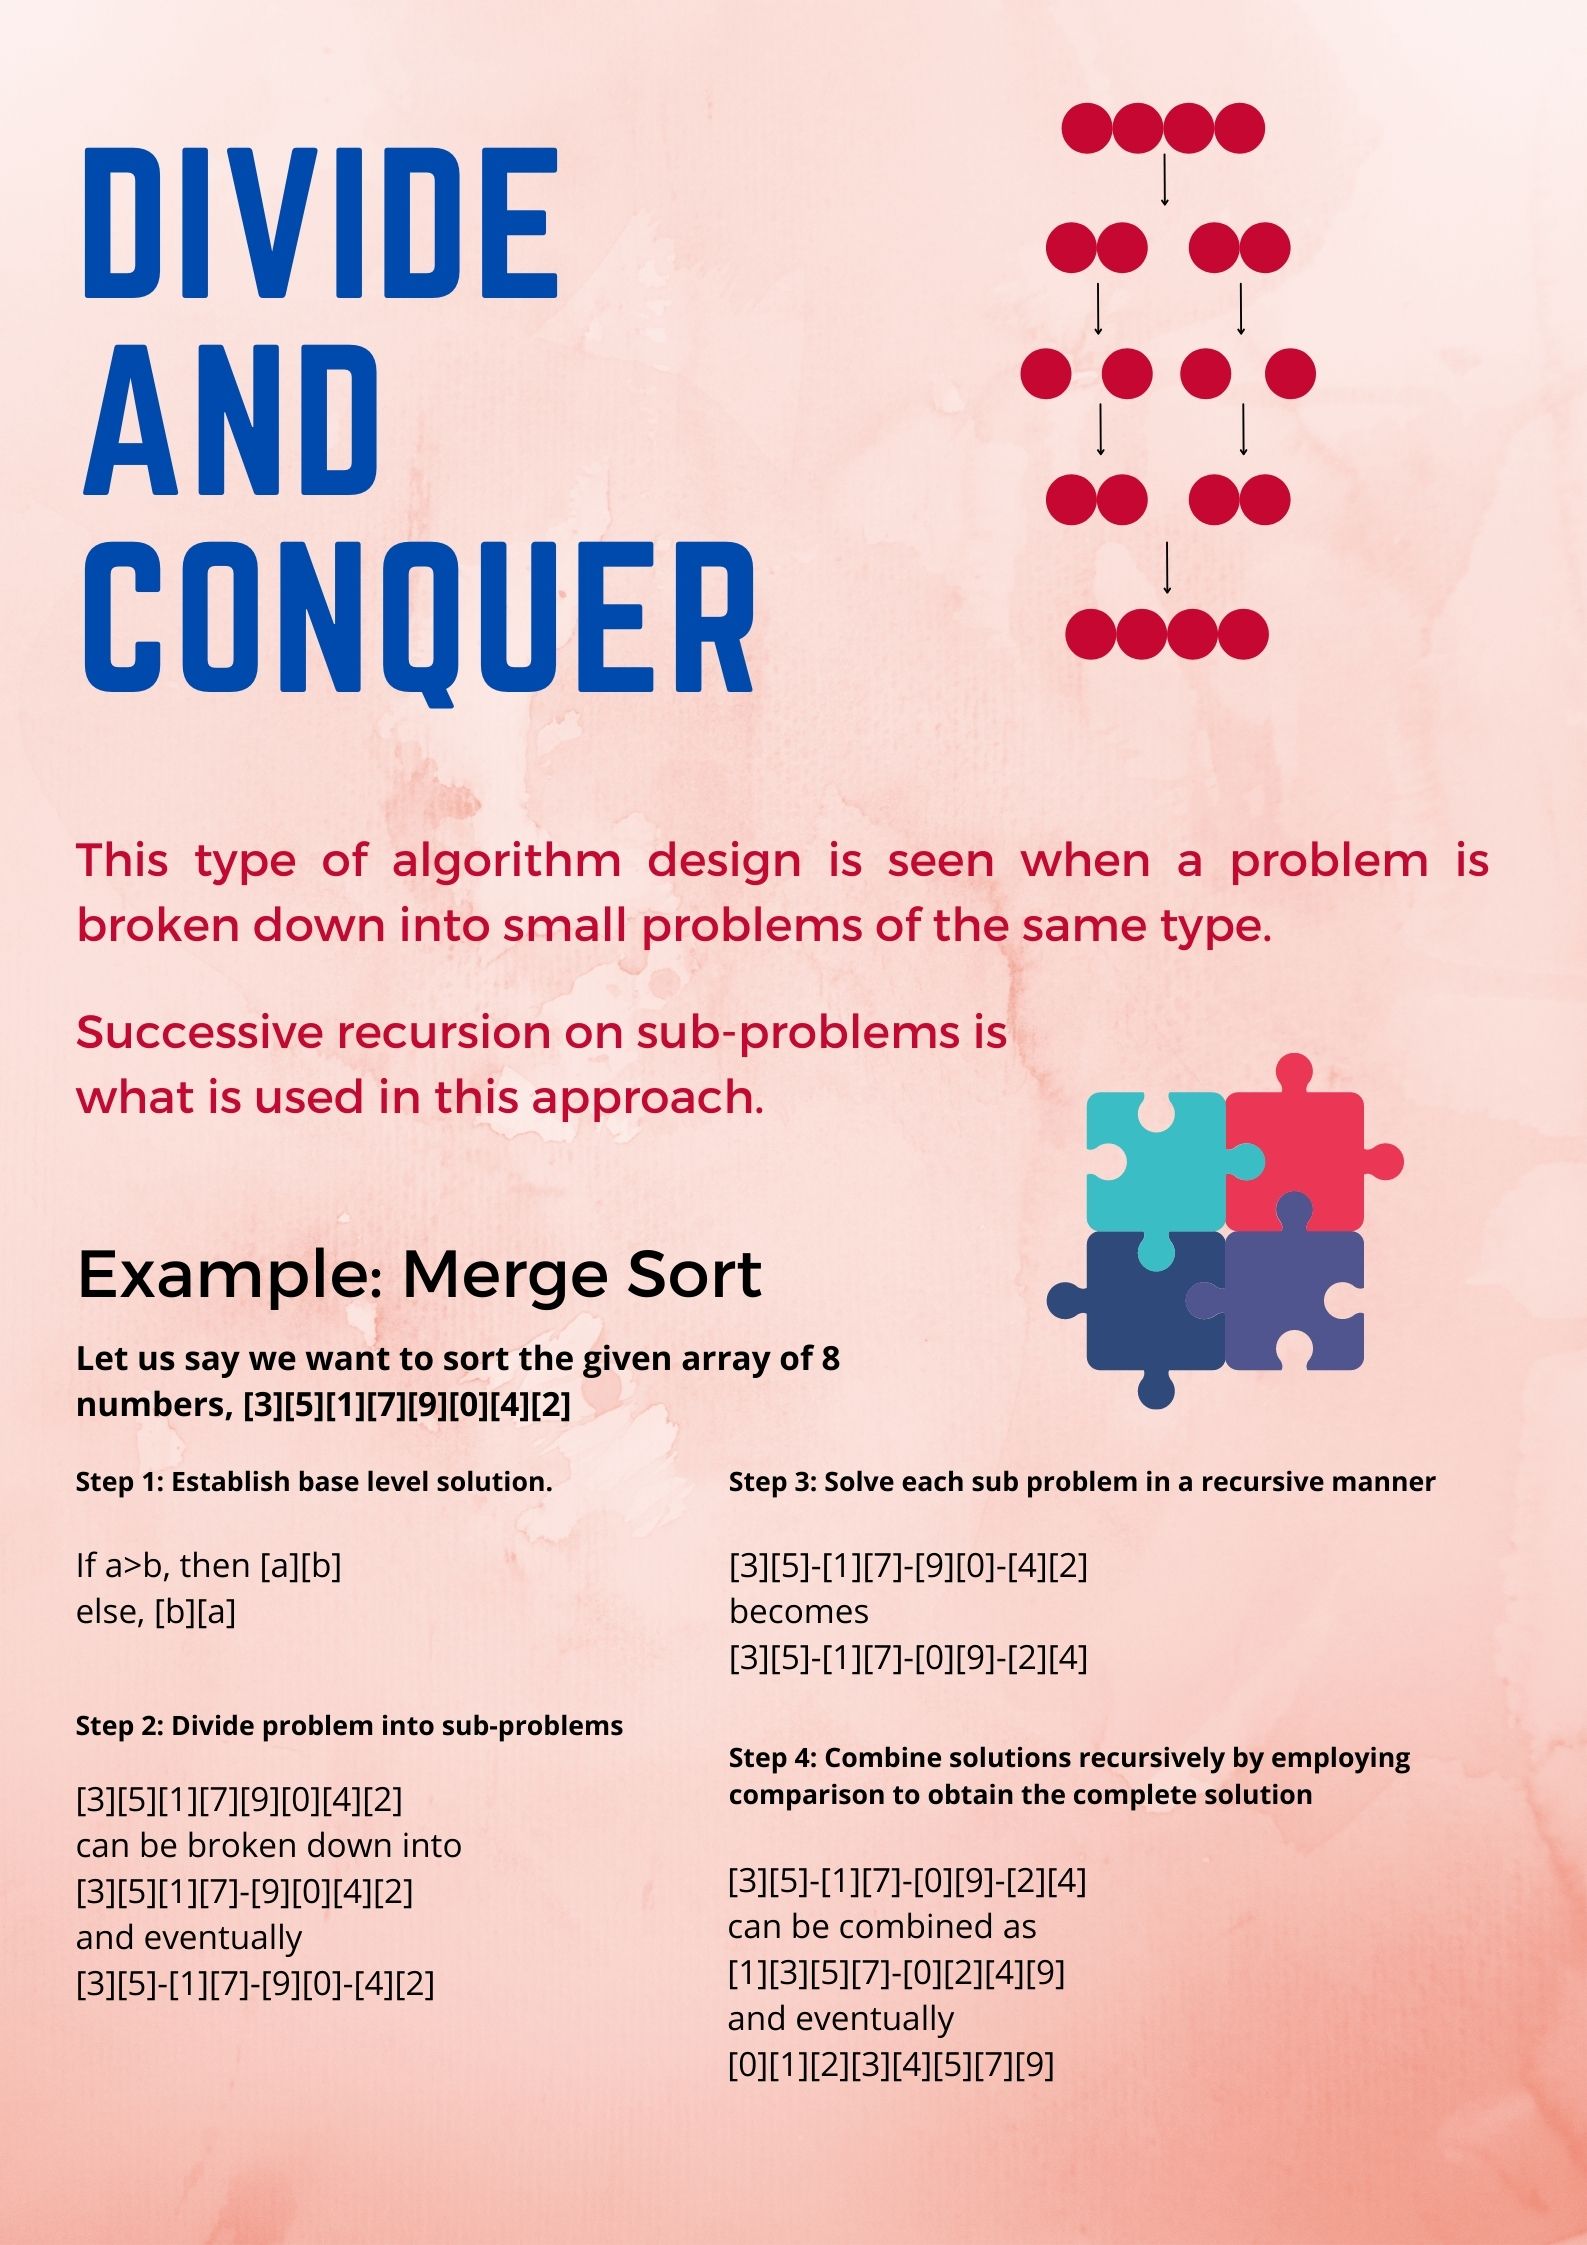 DIVIDE
AND
CONQUER
This type of algorithm design is seen when a problem is
broken down into small problems of the same type.
Successive recursion on sub-problems is
what is used in this approach.
Example: Merge Sort
Let us say we want to sort the given array of 8
numbers, [3][5][1][7][9][0][4][2]
Step 1: Establish base level solution.
If a>b, then [a][b]
else, [b][a]
Step 2: Divide problem into sub-problems
[3][5][1][7][9][0][4][2]
can be broken down into
[3][5][1][7]-[9][0][4][2]
and eventually
[3][5]-[1][7]-[9][0]-[4][2]
Step 3: Solve each sub problem in a recursive manner
[3][5]-[1][7]-[9][0]-[4][2]
becomes
[3][5]-[1][7]-[0][9]-[2][4]
Step 4: Combine solutions recursively by employing
comparison to obtain the complete solution
[3][5]-[1][7]-[0][9]-[2][4]
can be combined as
[1][3][5][7]-[0][2][4][9]
and eventually
[0][1][2][3][4][5][7][9]